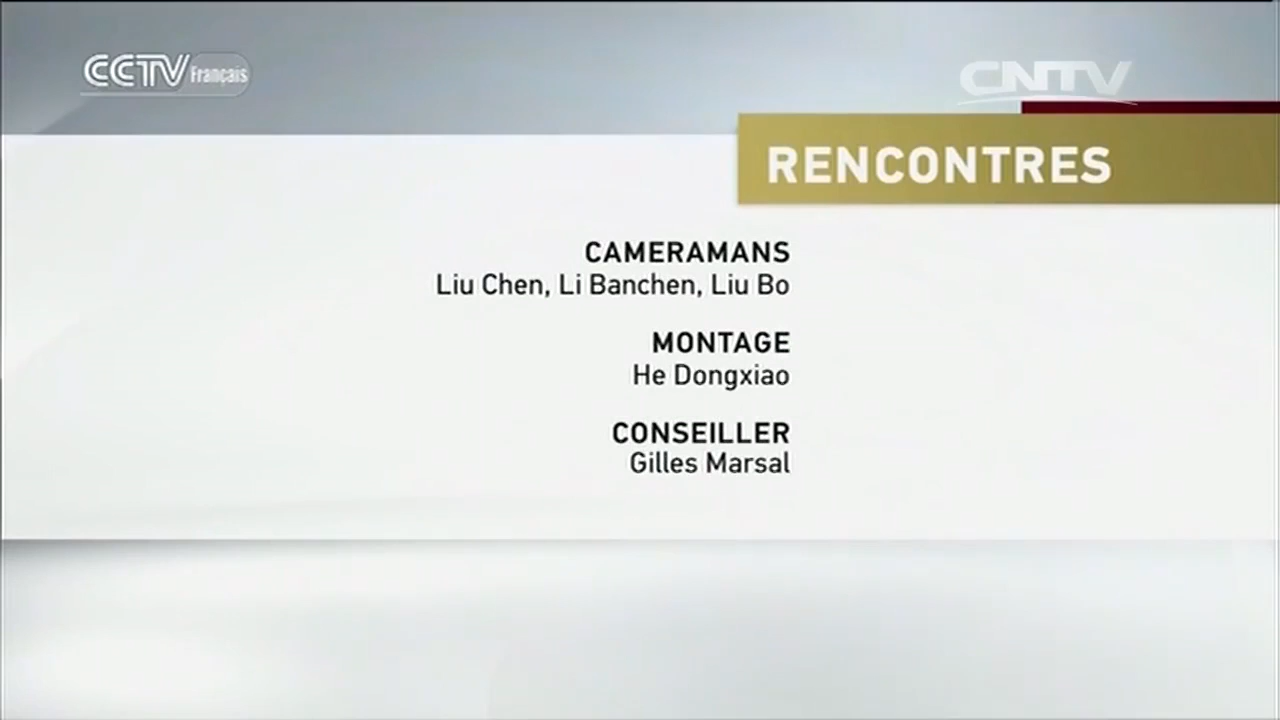 CCTV Français
CNTV
RENCONTRES
CAMERAMANS
Liu Chen, Li Banchen, Liu Bo
MONTAGE
He Dongxiao
CONSEILLER
Gilles Marsal